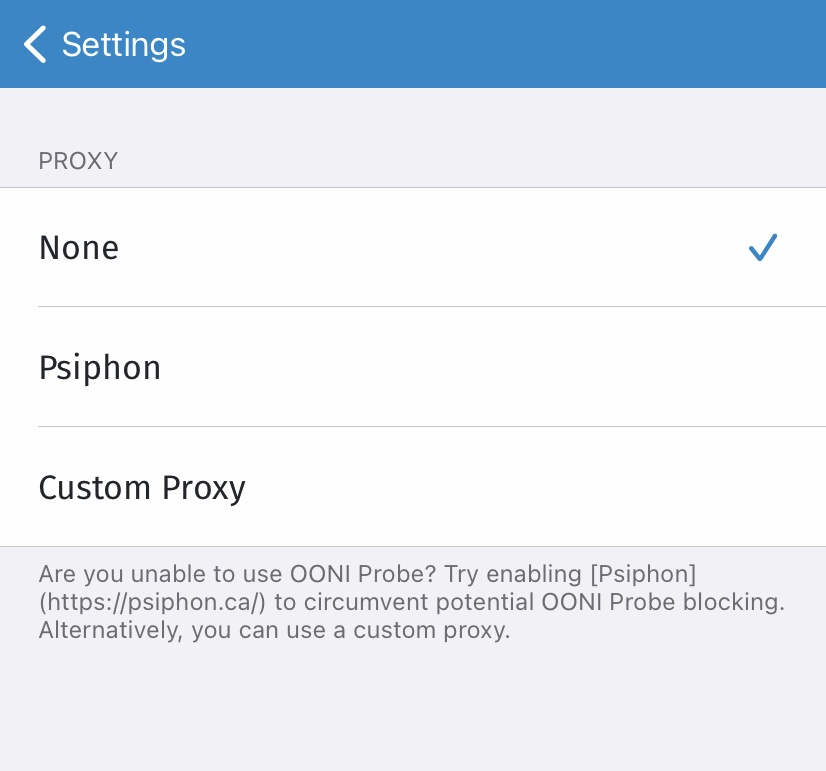 Settings
PROXY
None
Psiphon
Custom Proxy
Are you unable to use OONI Probe? Try enabling [Psiphon]
(https://psiphon.ca/) to circumvent potential OONI Probe blocking.
Alternatively, you can use a custom proxy.